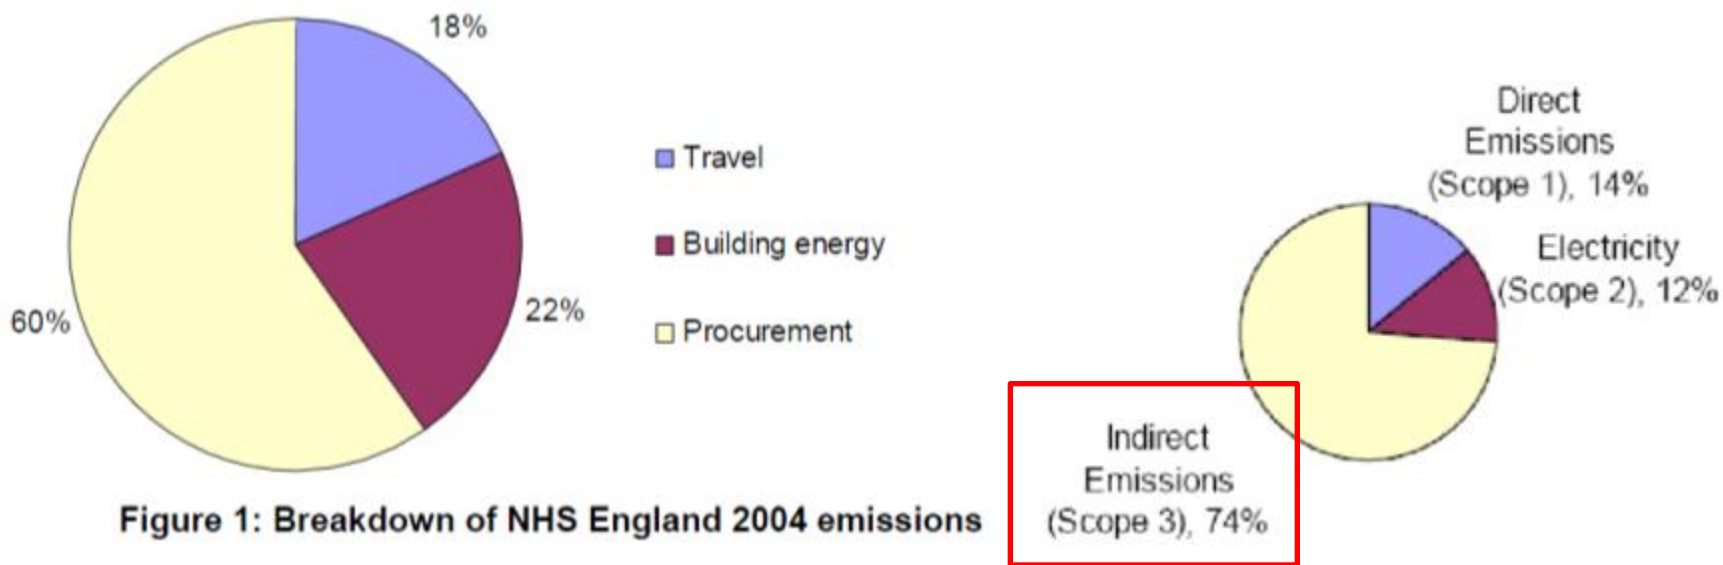 18%
22%
60%
Travel
Building energy
Procurement
Figure 1: Breakdown of NHS England 2004 emissions
Direct
Emissions
(Scope 1), 14%
Electricity
(Scope 2), 12%
Indirect
Emissions
(Scope 3), 74%